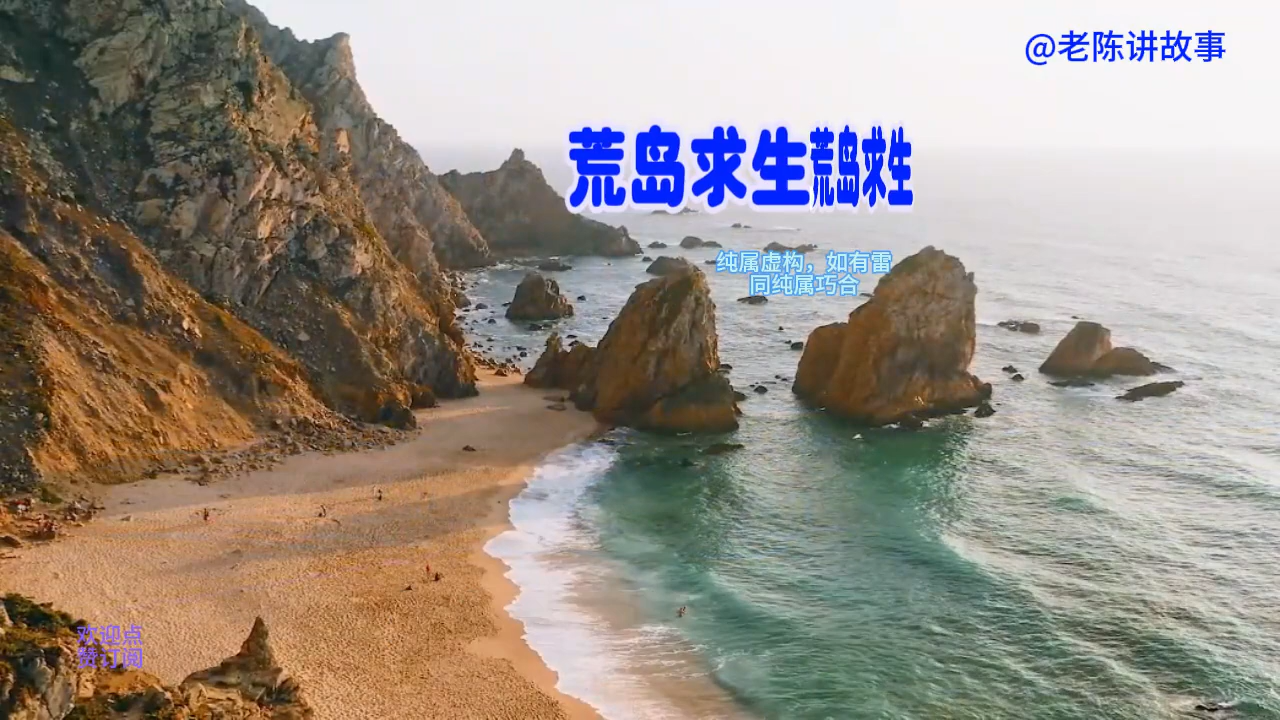 @老陈讲故事
荒岛求生荒岛求生
纯属虚构，如有雷
同纯属巧合
欢迎点
赞订阅